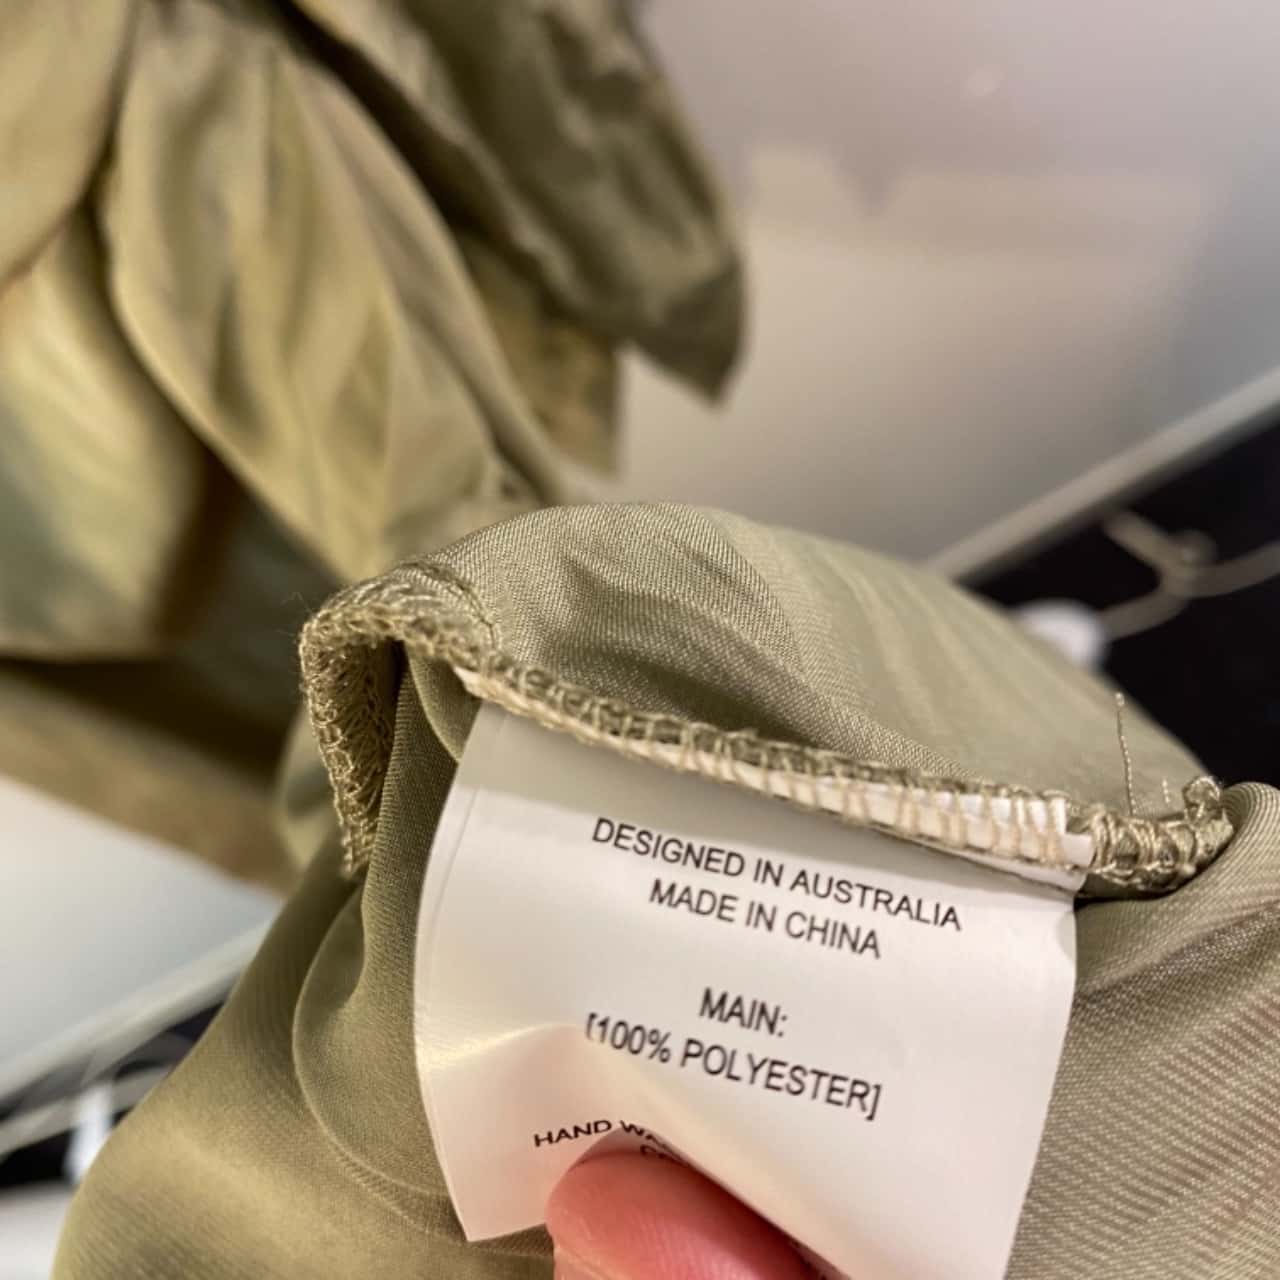 DESIGNED IN AUSTRALIA
MADE IN CHINA
MAIN:
[100% POLYESTER]
HAND